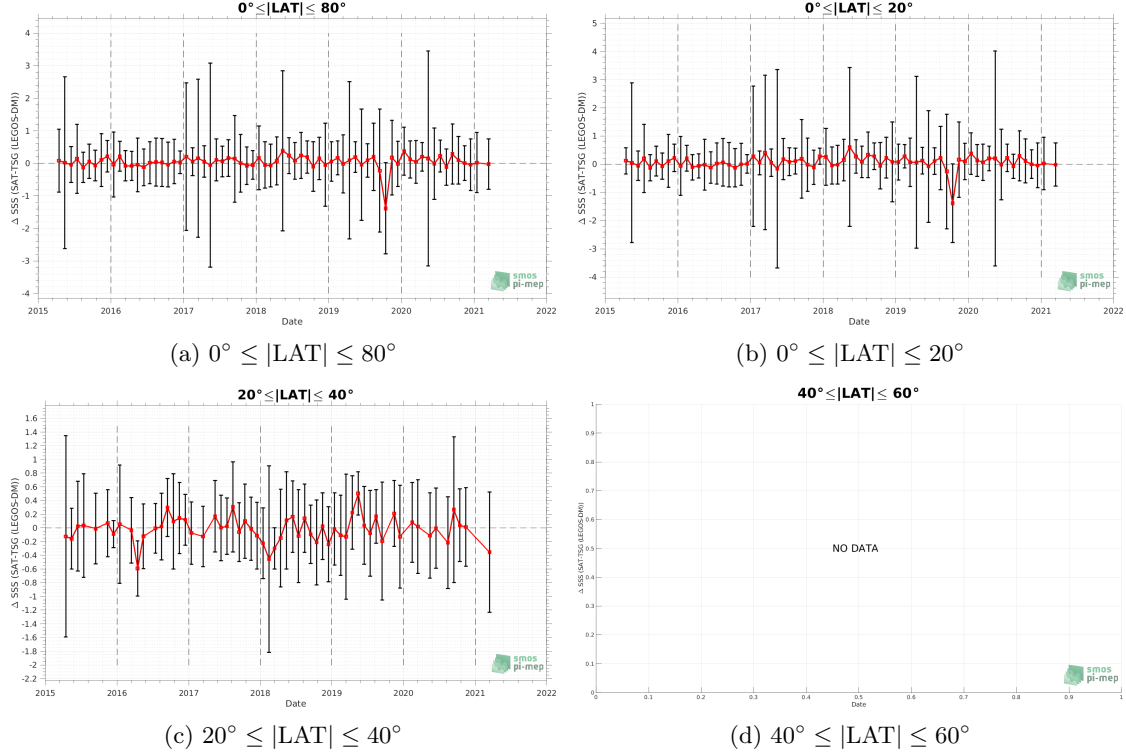 0°≤|LAT|≤ 80°
Δ SSS (SAT-TSG (LEGOS-DM))
4
3
2
1
0
-1
-2
-3
-4
2015 2016 2017 2018 2019 2020 2021 2022
Date
smos
pi-mep
(a) 0° ≤ |LAT| ≤ 80°
0°≤|LAT|≤ 20°
Δ SSS (SAT-TSG (LEGOS-DM))
5
4
3
2
1
0
-1
-2
-3
-4
2015 2016 2017 2018 2019 2020 2021 2022
Date
smos
pi-mep
(b) 0° ≤ |LAT| ≤ 20°
20°≤|LAT|≤ 40°
Δ SSS (SAT-TSG (LEGOS-DM))
1.6
1.4
1.2
1
0.8
0.6
0.4
0.2
0
-0.2
-0.4
-0.6
-0.8
-1
-1.2
-1.4
-1.6
-1.8
-2
-2.2
2015 2016 2017 2018 2019 2020 2021 2022
Date
smos
pi-mep
(c) 20° ≤ |LAT| ≤ 40°
40°≤|LAT|≤ 60°
Δ SSS (SAT-TSG (LEGOS-DM))
1
0.9
0.8
0.7
0.6
0.5
0.4
0.3
0.2
0.1
0
NO DATA
0 0.1 0.2 0.3 0.4 0.5 0.6 0.7 0.8 0.9 1
Date
smos
pi-mep
(d) 40° ≤ |LAT| ≤ 60°